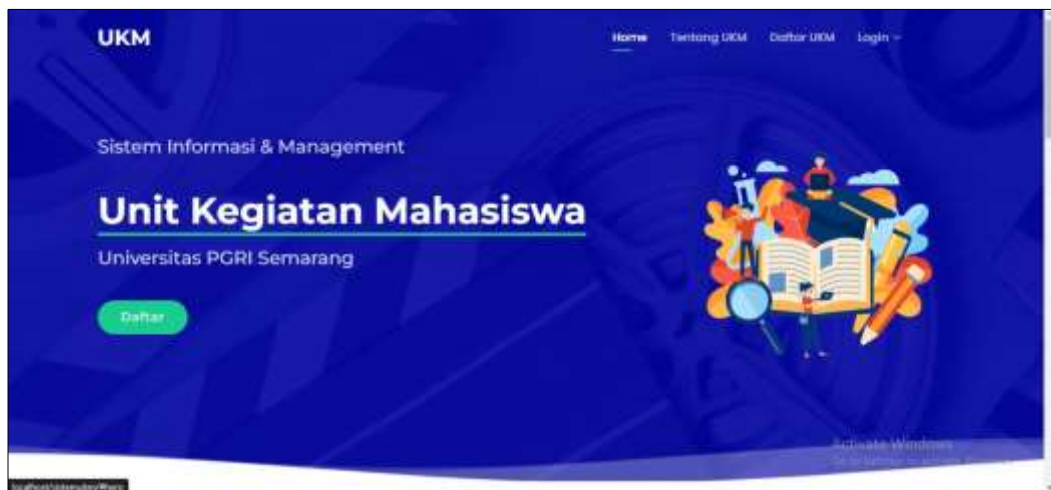 UKM
Home Tentang UKM Daftar UKM Login
Sistem Informasi & Management
Unit Kegiatan Mahasiswa
Universitas PGRI Semarang
Daftar
Activate Windows